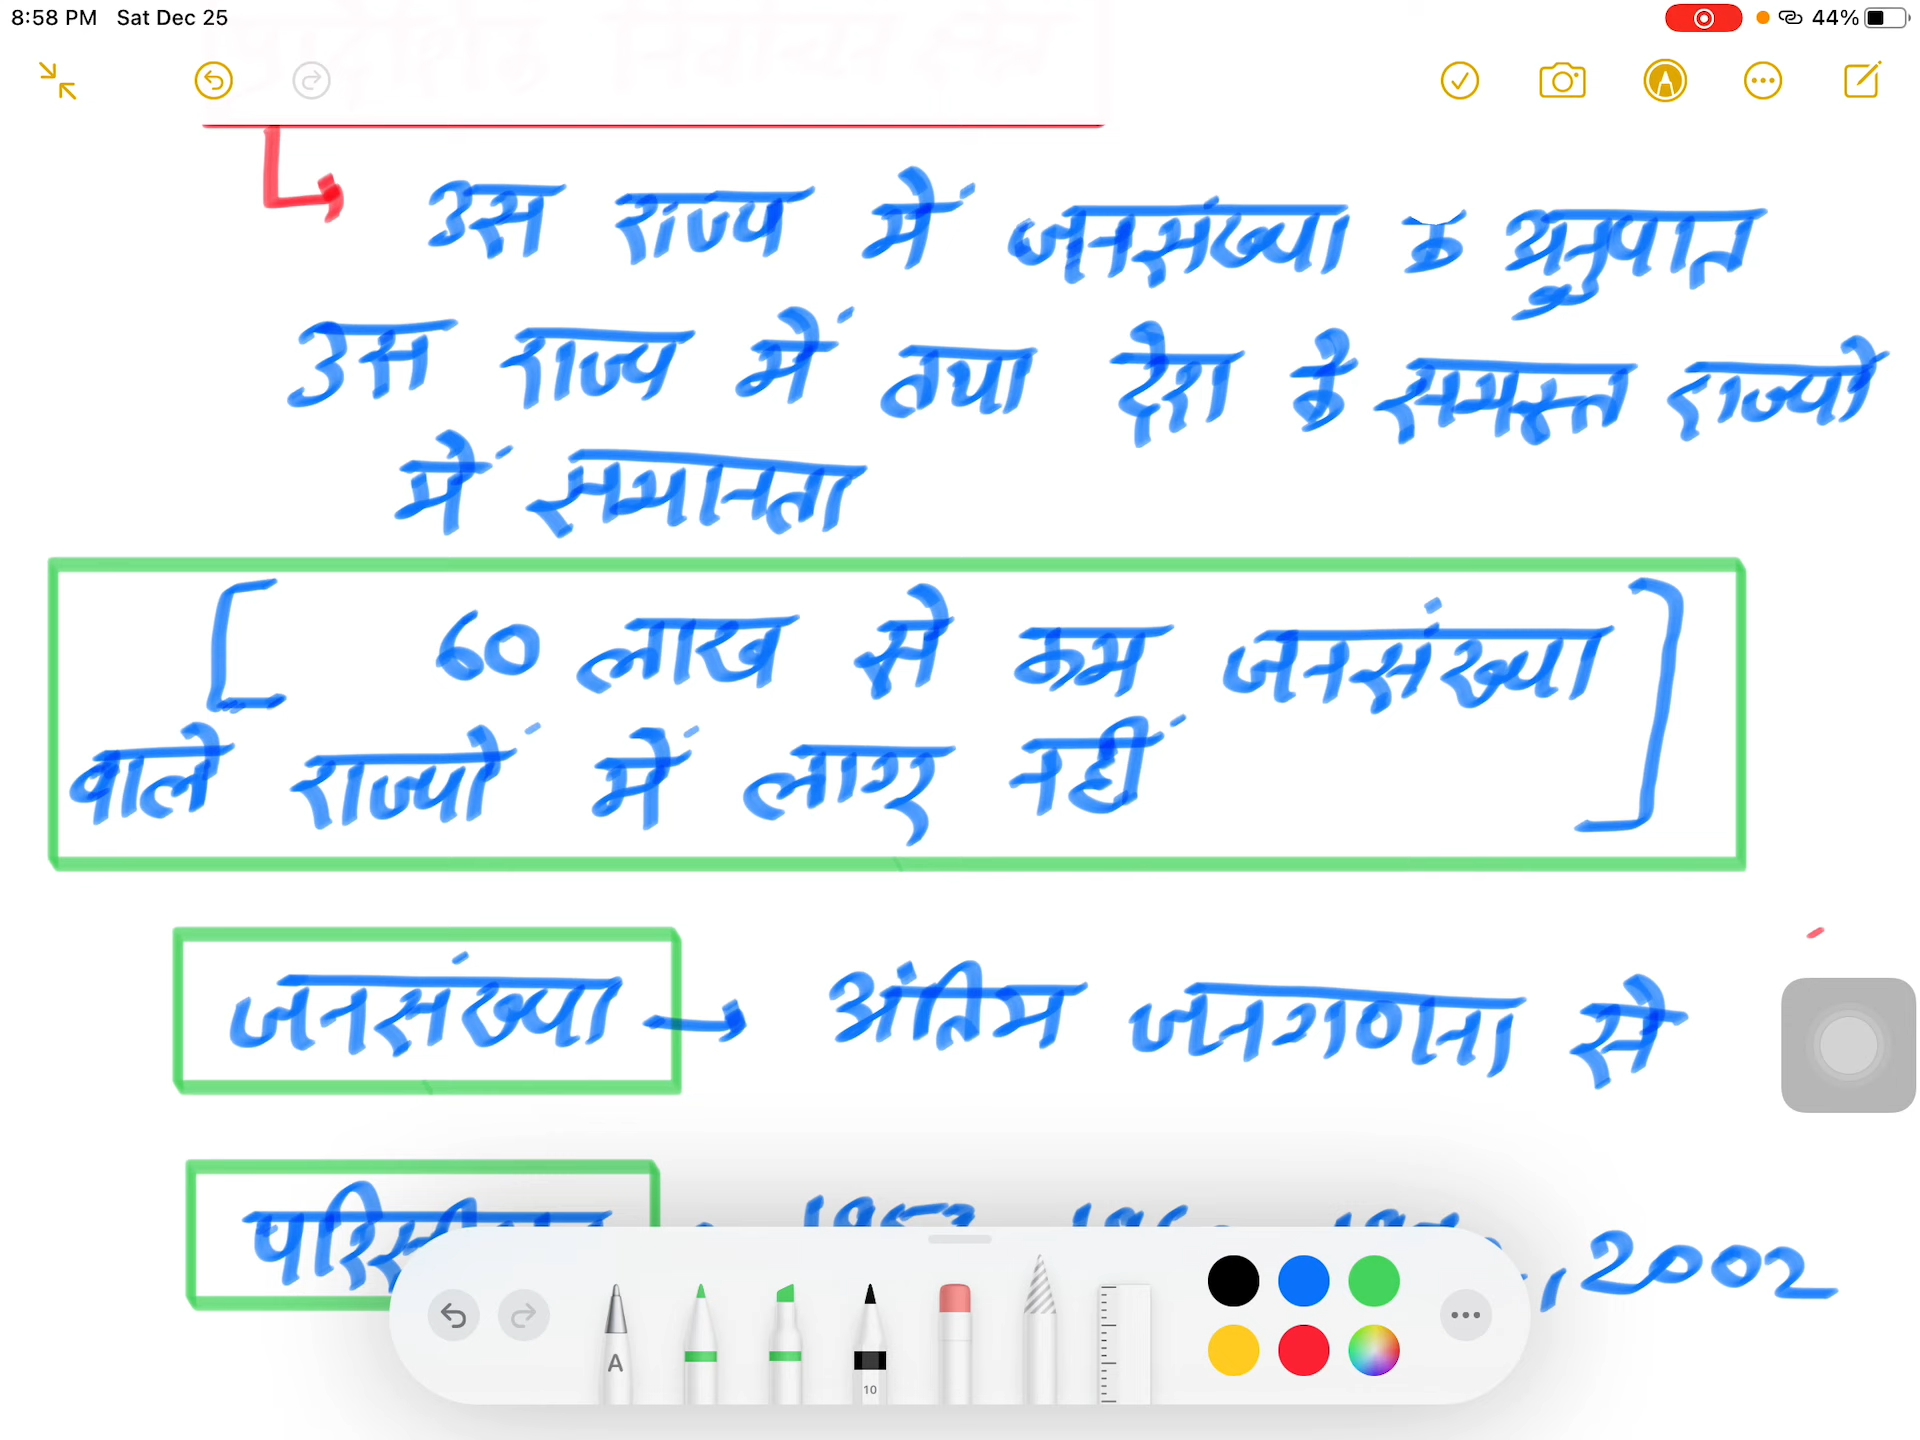 8:58 PM Sat Dec 25
44%
उस राज्य में जनसंख्या के अनुपात
उस राज्य में तथा देश के समस्त राज्यों
में समानता
[ 60 लाख से कम जनसंख्या
वाले राज्यों में लागू नहीं ]
जनसंख्या → अंतिम जनगणना से
, 2002
A
10